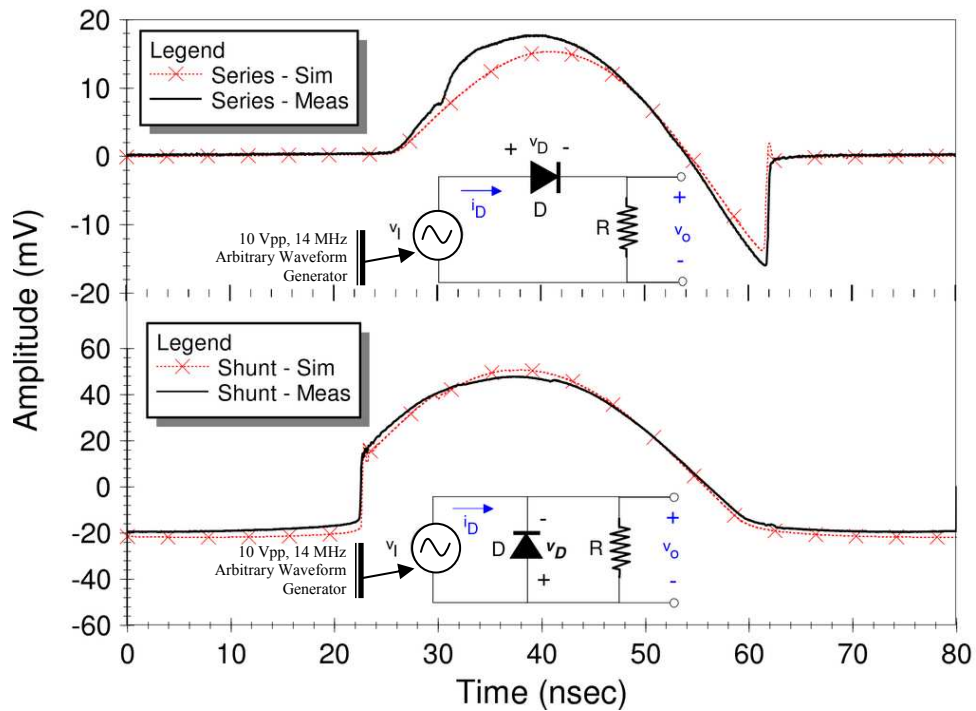 Amplitude (mV)
20
10
0
-10
-20
Legend
Series - Sim
Series - Meas
+ vD -
D
iD
vI
10 Vpp, 14 MHz
Arbitrary Waveform
Generator
R
+
vo
-
60
40
20
0
-20
-40
-60
Legend
Shunt - Sim
Shunt - Meas
iD
vI
10 Vpp, 14 MHz
Arbitrary Waveform
Generator
-
D vD
+
R
+
vo
-
0 10 20 30 40 50 60 70 80
Time (nsec)